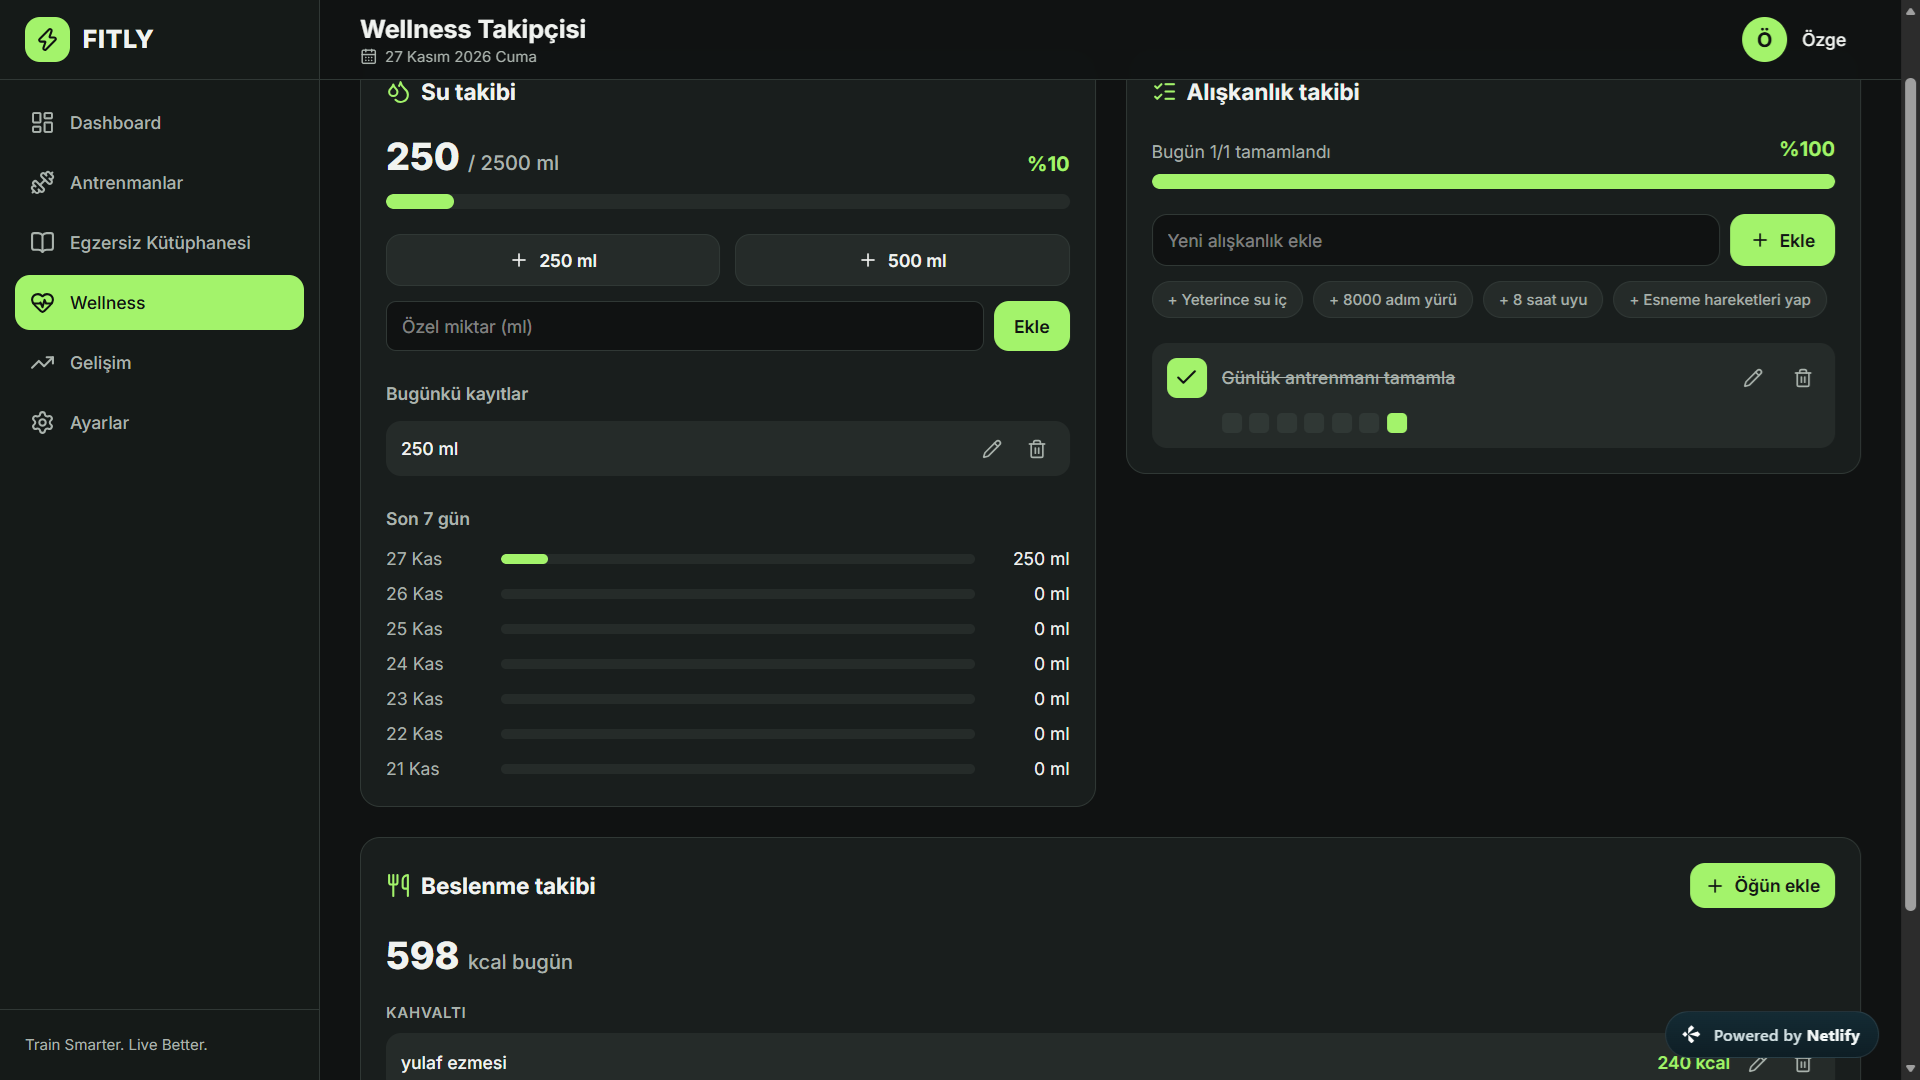 FITLY
Wellness Takipçisi
27 Kasım 2026 Cuma
Ö
Özge
Dashboard
Antrenmanlar
Egzersiz Kütüphanesi
Wellness
Gelişim
Ayarlar
Train Smarter. Live Better.
Su takibi
250 / 2500 ml
%10
+ 250 ml
+ 500 ml
Özel miktar (ml)
Ekle
Bugünkü kayıtlar
250 ml
Son 7 gün
27 Kas 250 ml
26 Kas 0 ml
25 Kas 0 ml
24 Kas 0 ml
23 Kas 0 ml
22 Kas 0 ml
21 Kas 0 ml
Alışkanlık takibi
Bugün 1/1 tamamlandı
%100
Yeni alışkanlık ekle
+ Ekle
+ Yeterince su iç
+ 8000 adım yürü
+ 8 saat uyu
+ Esneme hareketleri yap
Günlük antrenmanı tamamla
Beslenme takibi
+ Öğün ekle
598 kcal bugün
KAHVALTI
yulaf ezmesi
240 kcal
Powered by Netlify